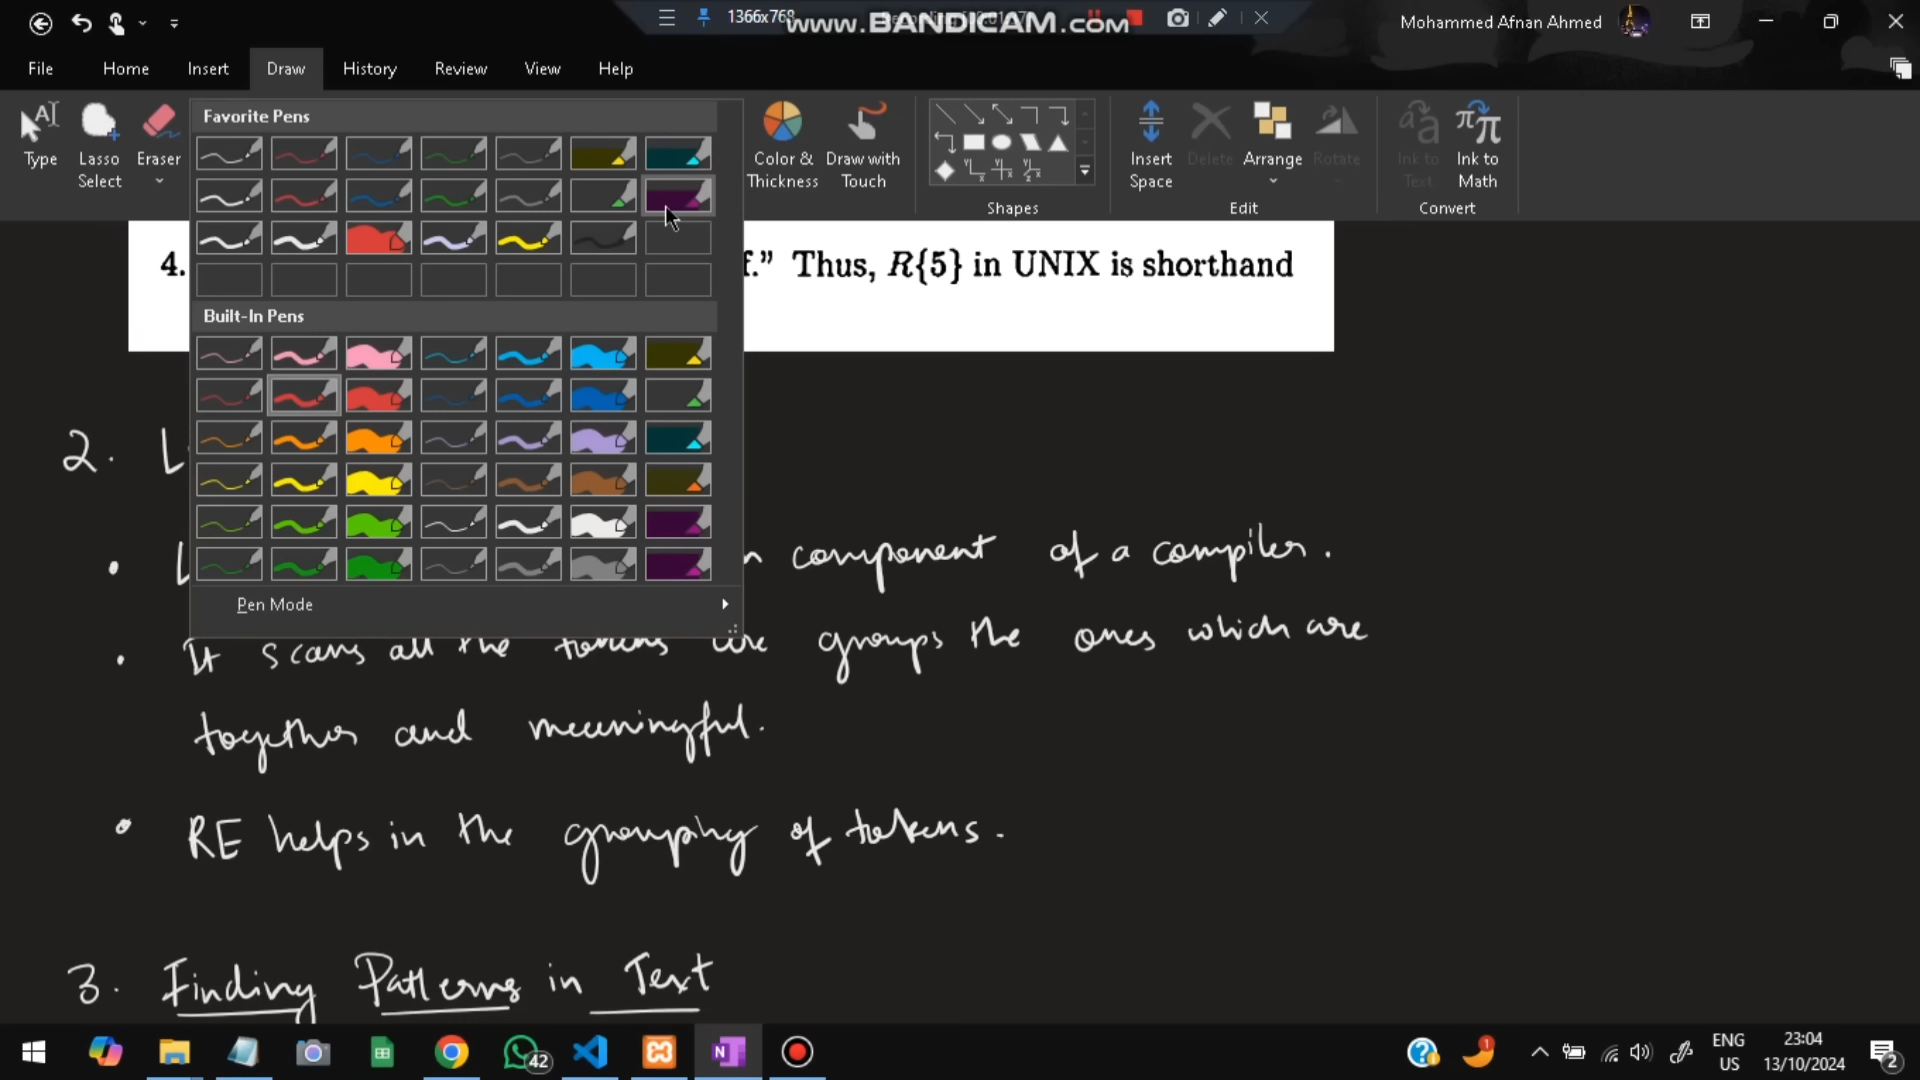 1366x768
www.BANDICAM.com
Mohammed Afnan Ahmed
File Home Insert Draw History Review View Help
Type
Lasso Select
Eraser
Favorite Pens
Built-In Pens
Pen Mode
Color & Thickness
Draw with Touch
Shapes
Insert Space
Delete
Arrange
Rotate
Edit
Ink to Text
Ink to Math
Convert
4. f.” Thus, R{5} in UNIX is shorthand
2. L
component of a compiler.
It scans all the tokens are groups the ones which are
together and meaningful.
RE helps in the grouping of tokens.
3. Finding Patterns in Text
42
1
ENG
US
23:04
13/10/2024
2